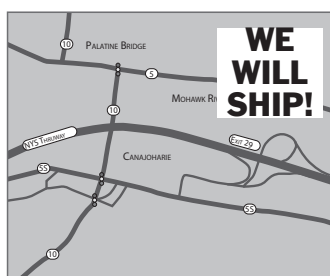 10
PALATINE BRIDGE
WE
WILL
SHIP!
5
10
MOHAWK RI
NYS THRUWAY
EXIT 29
CANAJOHARIE
5S
5S
10